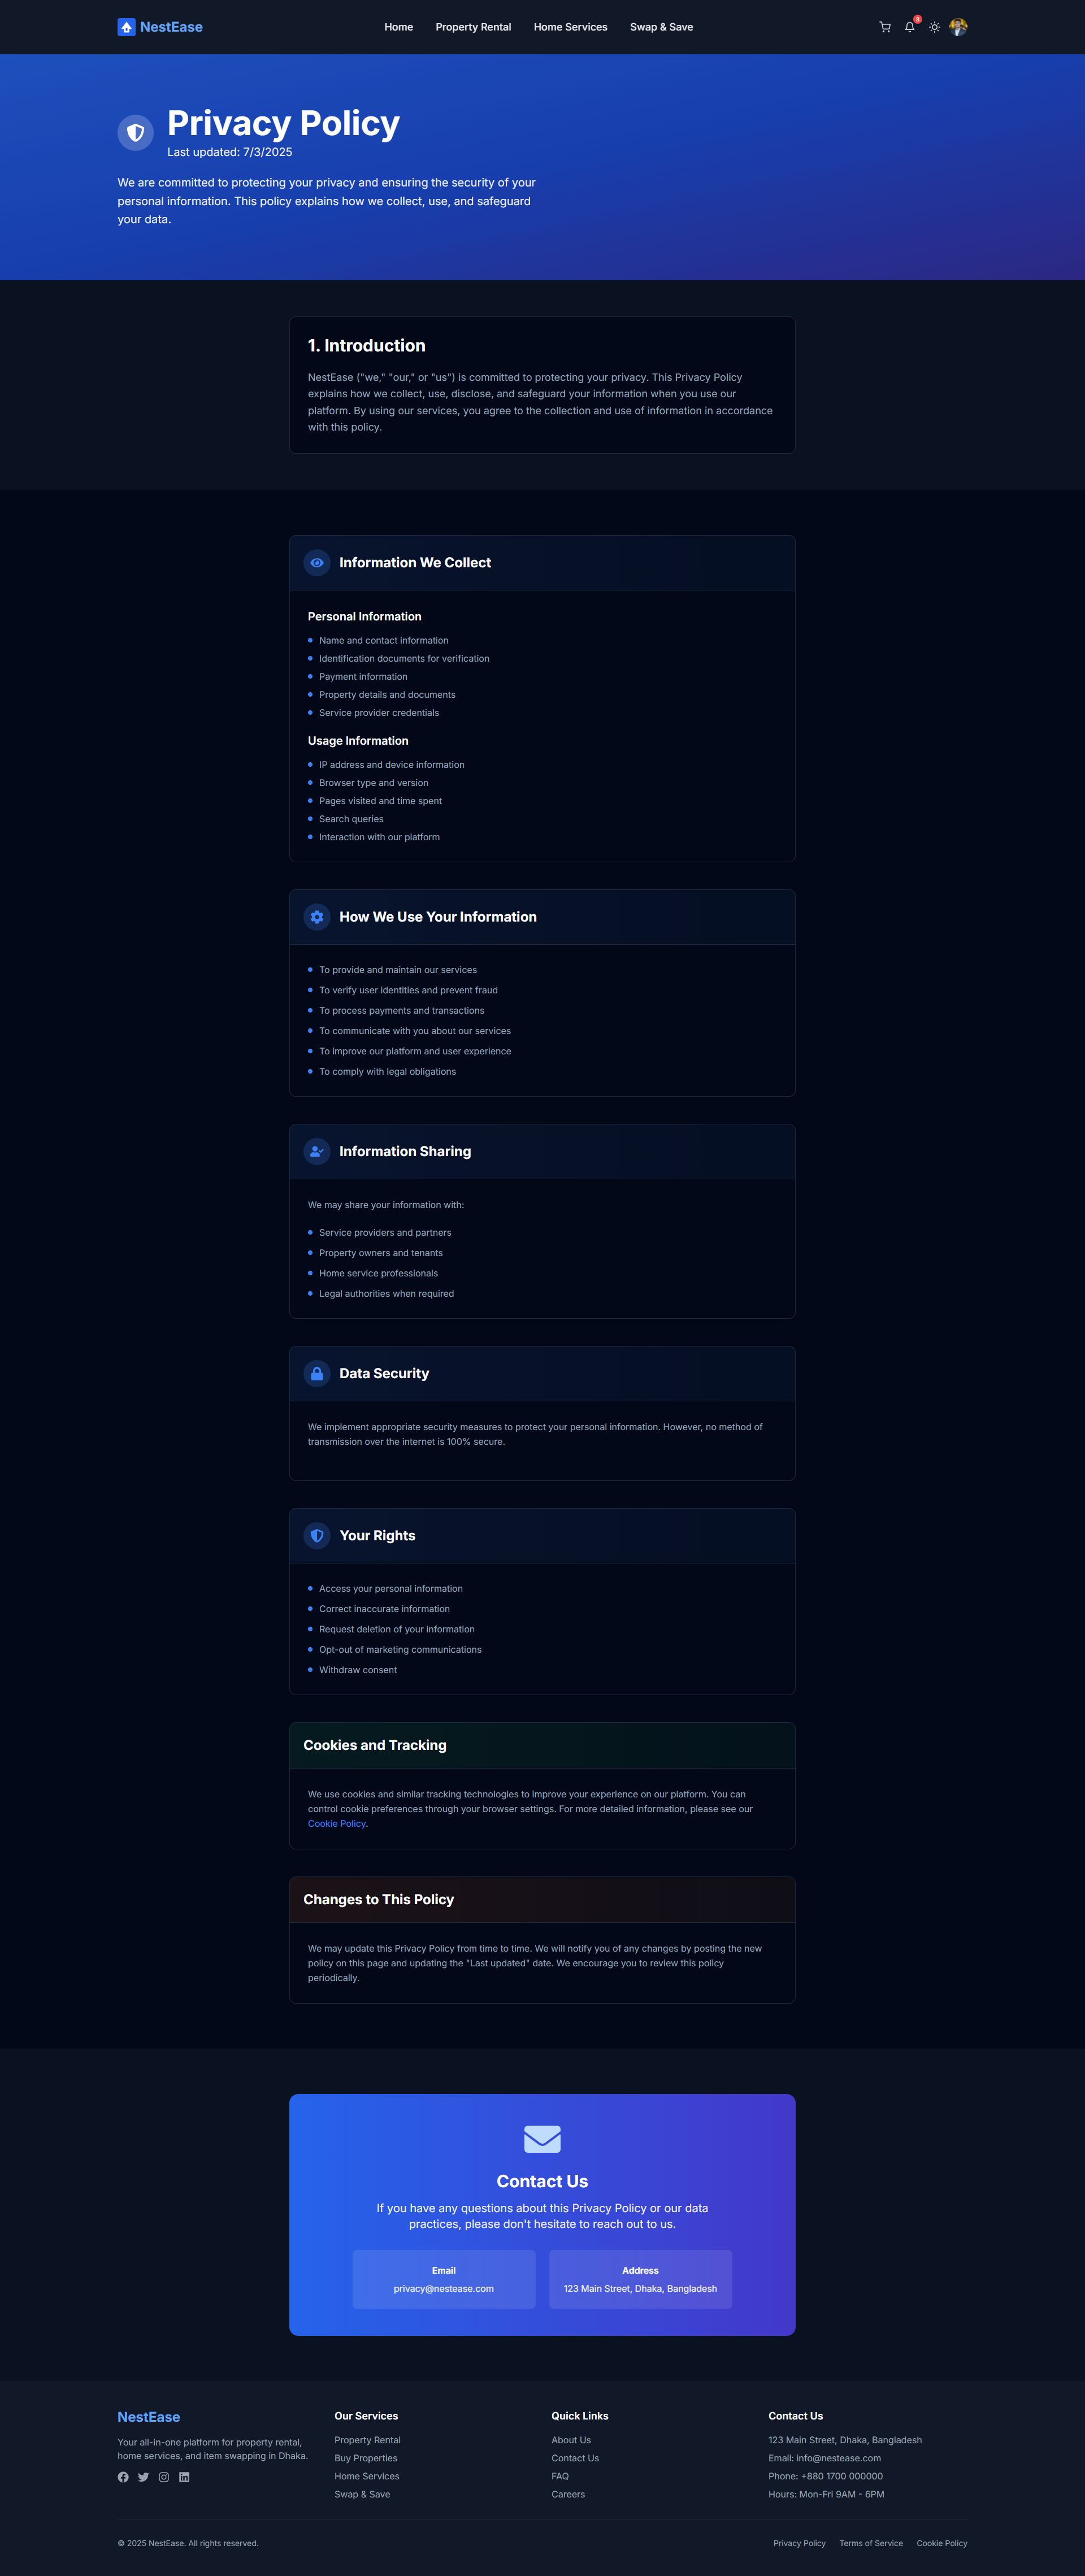 NestEase
Home
Property Rental
Home Services
Swap & Save
3
Privacy Policy
Last updated: 7/3/2025
We are committed to protecting your privacy and ensuring the security of your
personal information. This policy explains how we collect, use, and safeguard
your data.
1. Introduction
NestEase ("we," "our," or "us") is committed to protecting your privacy. This Privacy Policy
explains how we collect, use, disclose, and safeguard your information when you use our
platform. By using our services, you agree to the collection and use of information in accordance
with this policy.
Information We Collect
Personal Information
Name and contact information
Identification documents for verification
Payment information
Property details and documents
Service provider credentials
Usage Information
IP address and device information
Browser type and version
Pages visited and time spent
Search queries
Interaction with our platform
How We Use Your Information
To provide and maintain our services
To verify user identities and prevent fraud
To process payments and transactions
To communicate with you about our services
To improve our platform and user experience
To comply with legal obligations
Information Sharing
We may share your information with:
Service providers and partners
Property owners and tenants
Home service professionals
Legal authorities when required
Data Security
We implement appropriate security measures to protect your personal information. However, no method of
transmission over the internet is 100% secure.
Your Rights
Access your personal information
Correct inaccurate information
Request deletion of your information
Opt-out of marketing communications
Withdraw consent
Cookies and Tracking
We use cookies and similar tracking technologies to improve your experience on our platform. You can
control cookie preferences through your browser settings. For more detailed information, please see our
Cookie Policy.
Changes to This Policy
We may update this Privacy Policy from time to time. We will notify you of any changes by posting the new
policy on this page and updating the "Last updated" date. We encourage you to review this policy
periodically.
Contact Us
If you have any questions about this Privacy Policy or our data
practices, please don't hesitate to reach out to us.
Email
privacy@nestease.com
Address
123 Main Street, Dhaka, Bangladesh
NestEase
Your all-in-one platform for property rental,
home services, and item swapping in Dhaka.
Our Services
Property Rental
Buy Properties
Home Services
Swap & Save
Quick Links
About Us
Contact Us
FAQ
Careers
Contact Us
123 Main Street, Dhaka, Bangladesh
Email: info@nestease.com
Phone: +880 1700 000000
Hours: Mon-Fri 9AM - 6PM
© 2025 NestEase. All rights reserved.
Privacy Policy
Terms of Service
Cookie Policy